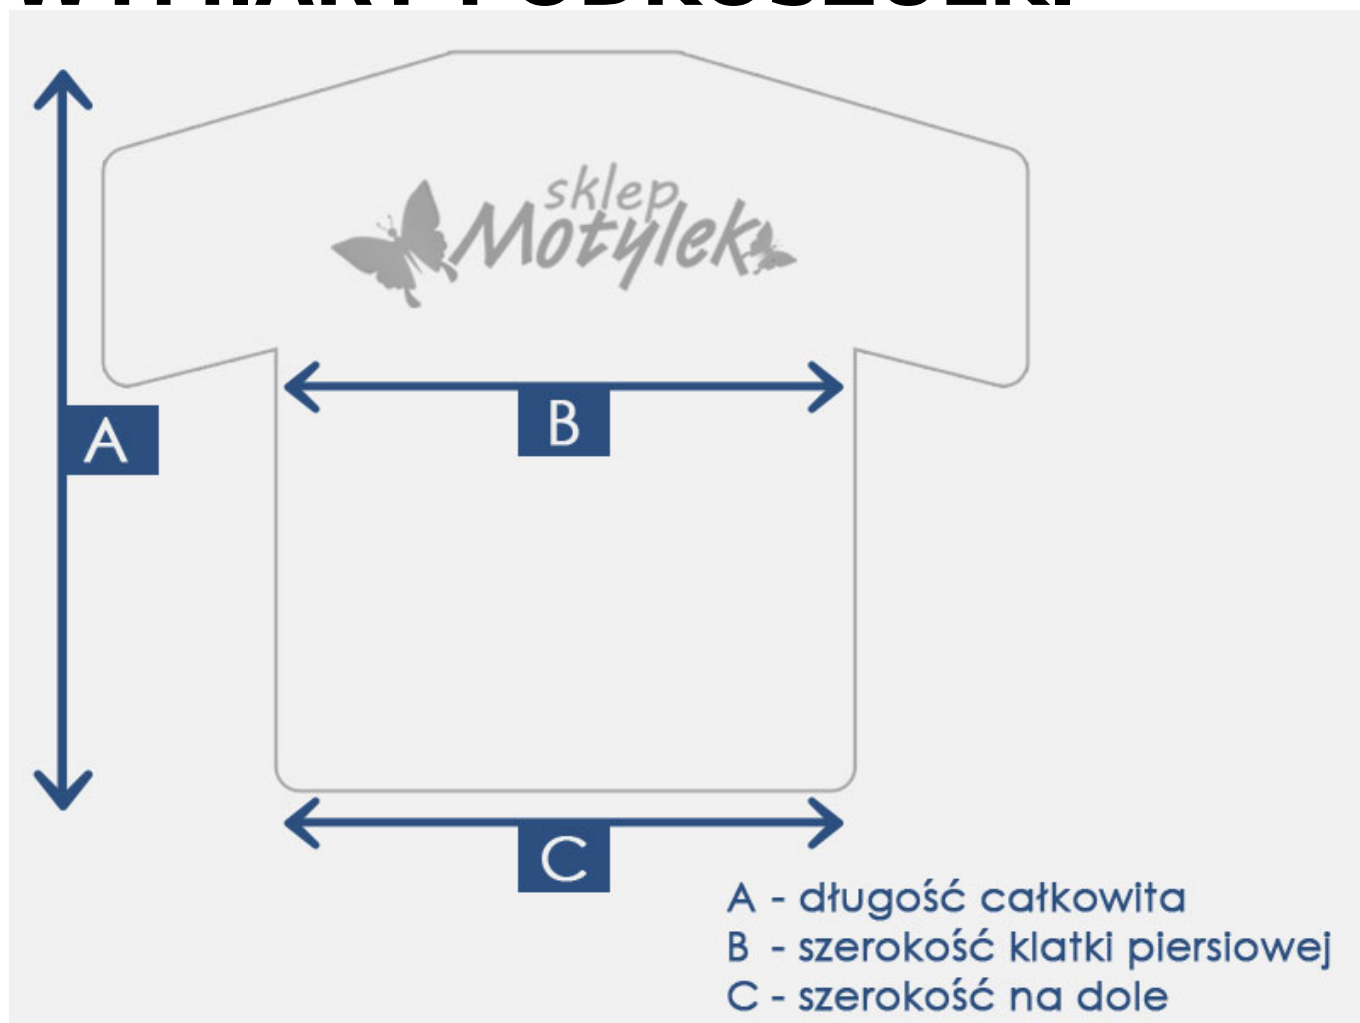 sklep
Motylek
A
B
C
A - długość całkowita
B - szerokość klatki piersiowej
C - szerokość na dole